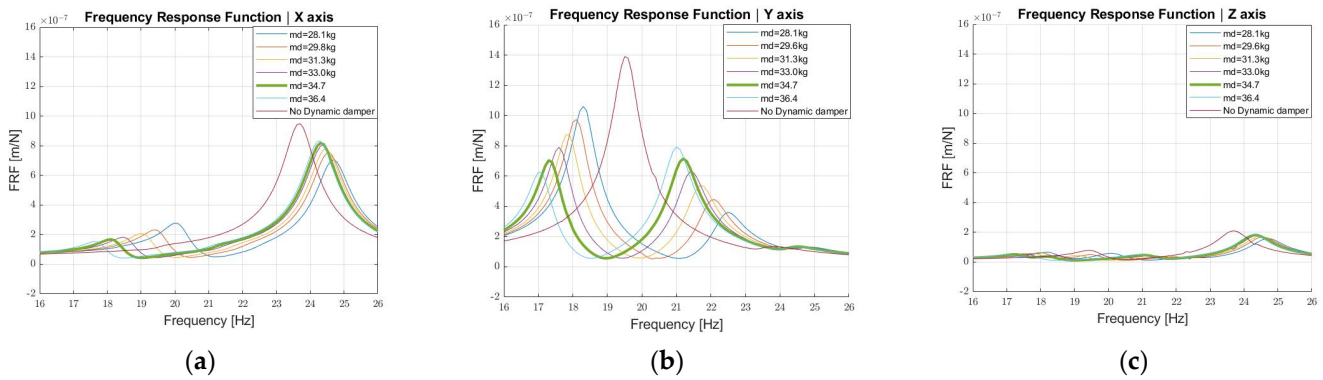 Frequency Response Function | X axis
×10⁻⁷
16
14
12
10
8
6
4
2
0
-2
FRF [m/N]
16 17 18 19 20 21 22 23 24 25 26
Frequency [Hz]
md=28.1kg
md=29.8kg
md=31.3kg
md=33.0kg
md=34.7
md=36.4
No Dynamic damper
(a)
Frequency Response Function | Y axis
×10⁻⁷
16
14
12
10
8
6
4
2
0
-2
FRF [m/N]
16 17 18 19 20 21 22 23 24 25 26
Frequency [Hz]
md=28.1kg
md=29.6kg
md=31.3kg
md=33.0kg
md=34.7
md=36.4
No Dynamic damper
(b)
Frequency Response Function | Z axis
×10⁻⁷
16
14
12
10
8
6
4
2
0
-2
FRF [m/N]
16 17 18 19 20 21 22 23 24 25 26
Frequency [Hz]
md=28.1kg
md=29.6kg
md=31.3kg
md=33.0kg
md=34.7
md=36.4
No Dynamic damper
(c)